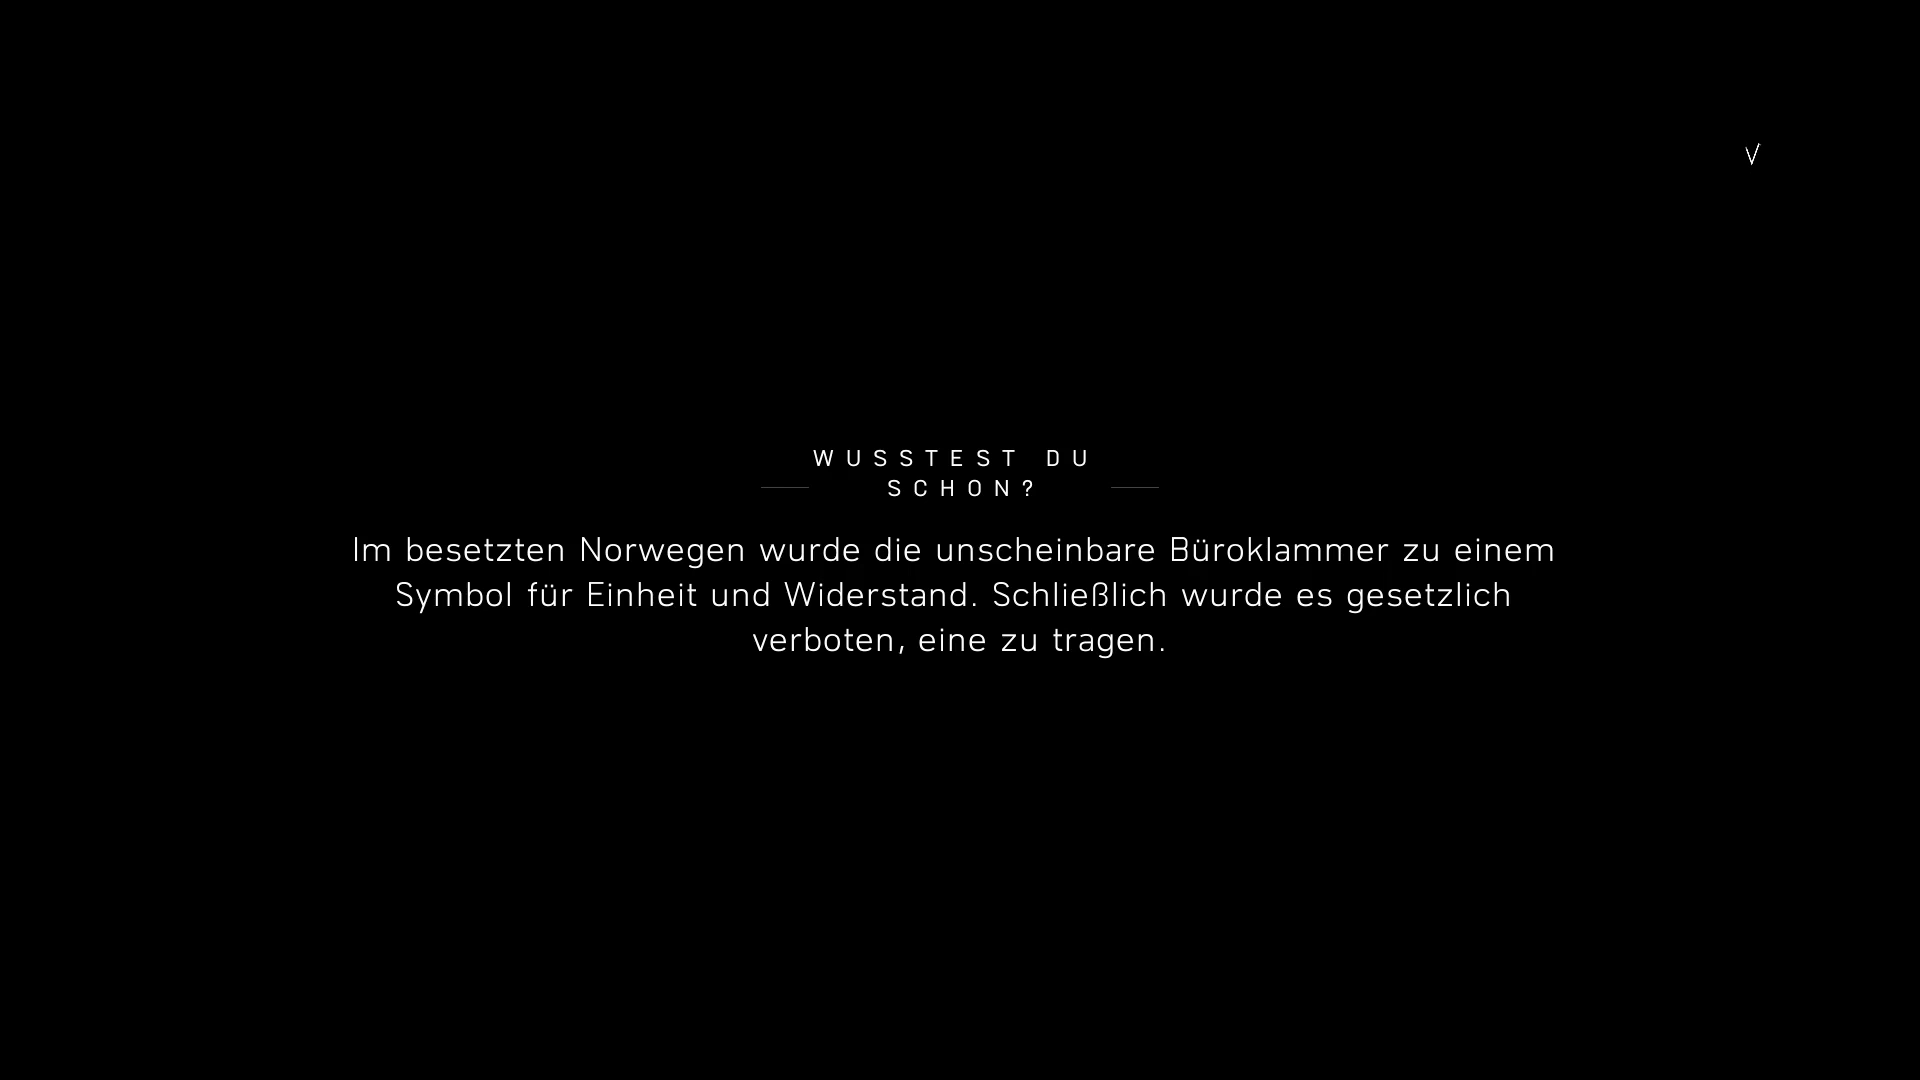 WUSSTEST DU
SCHON?
Im besetzten Norwegen wurde die unscheinbare Büroklammer zu einem
Symbol für Einheit und Widerstand. Schließlich wurde es gesetzlich
verboten, eine zu tragen.